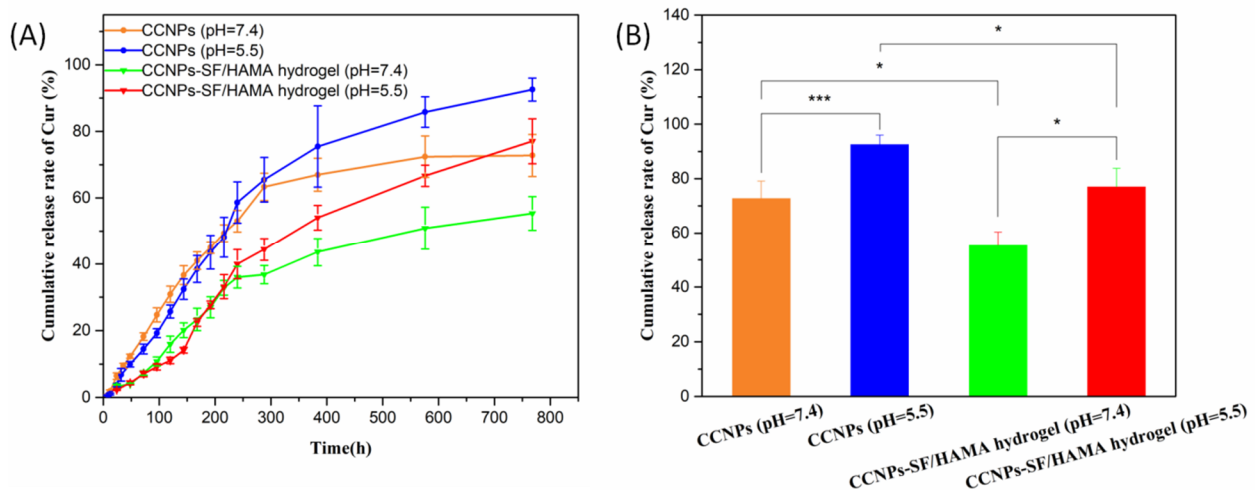 (A)
CCNPs (pH=7.4)
CCNPs (pH=5.5)
CCNPs-SF/HAMA hydrogel (pH=7.4)
CCNPs-SF/HAMA hydrogel (pH=5.5)
Cumulative release rate of Cur (%)
100
80
60
40
20
0
0
100
200
300
400
500
600
700
800
Time(h)
(B)
Cumulative release rate of Cur (%)
140
120
100
80
60
40
20
0
*
*
***
*
CCNPs (pH=7.4)
CCNPs (pH=5.5)
CCNPs-SF/HAMA hydrogel (pH=7.4)
CCNPs-SF/HAMA hydrogel (pH=5.5)